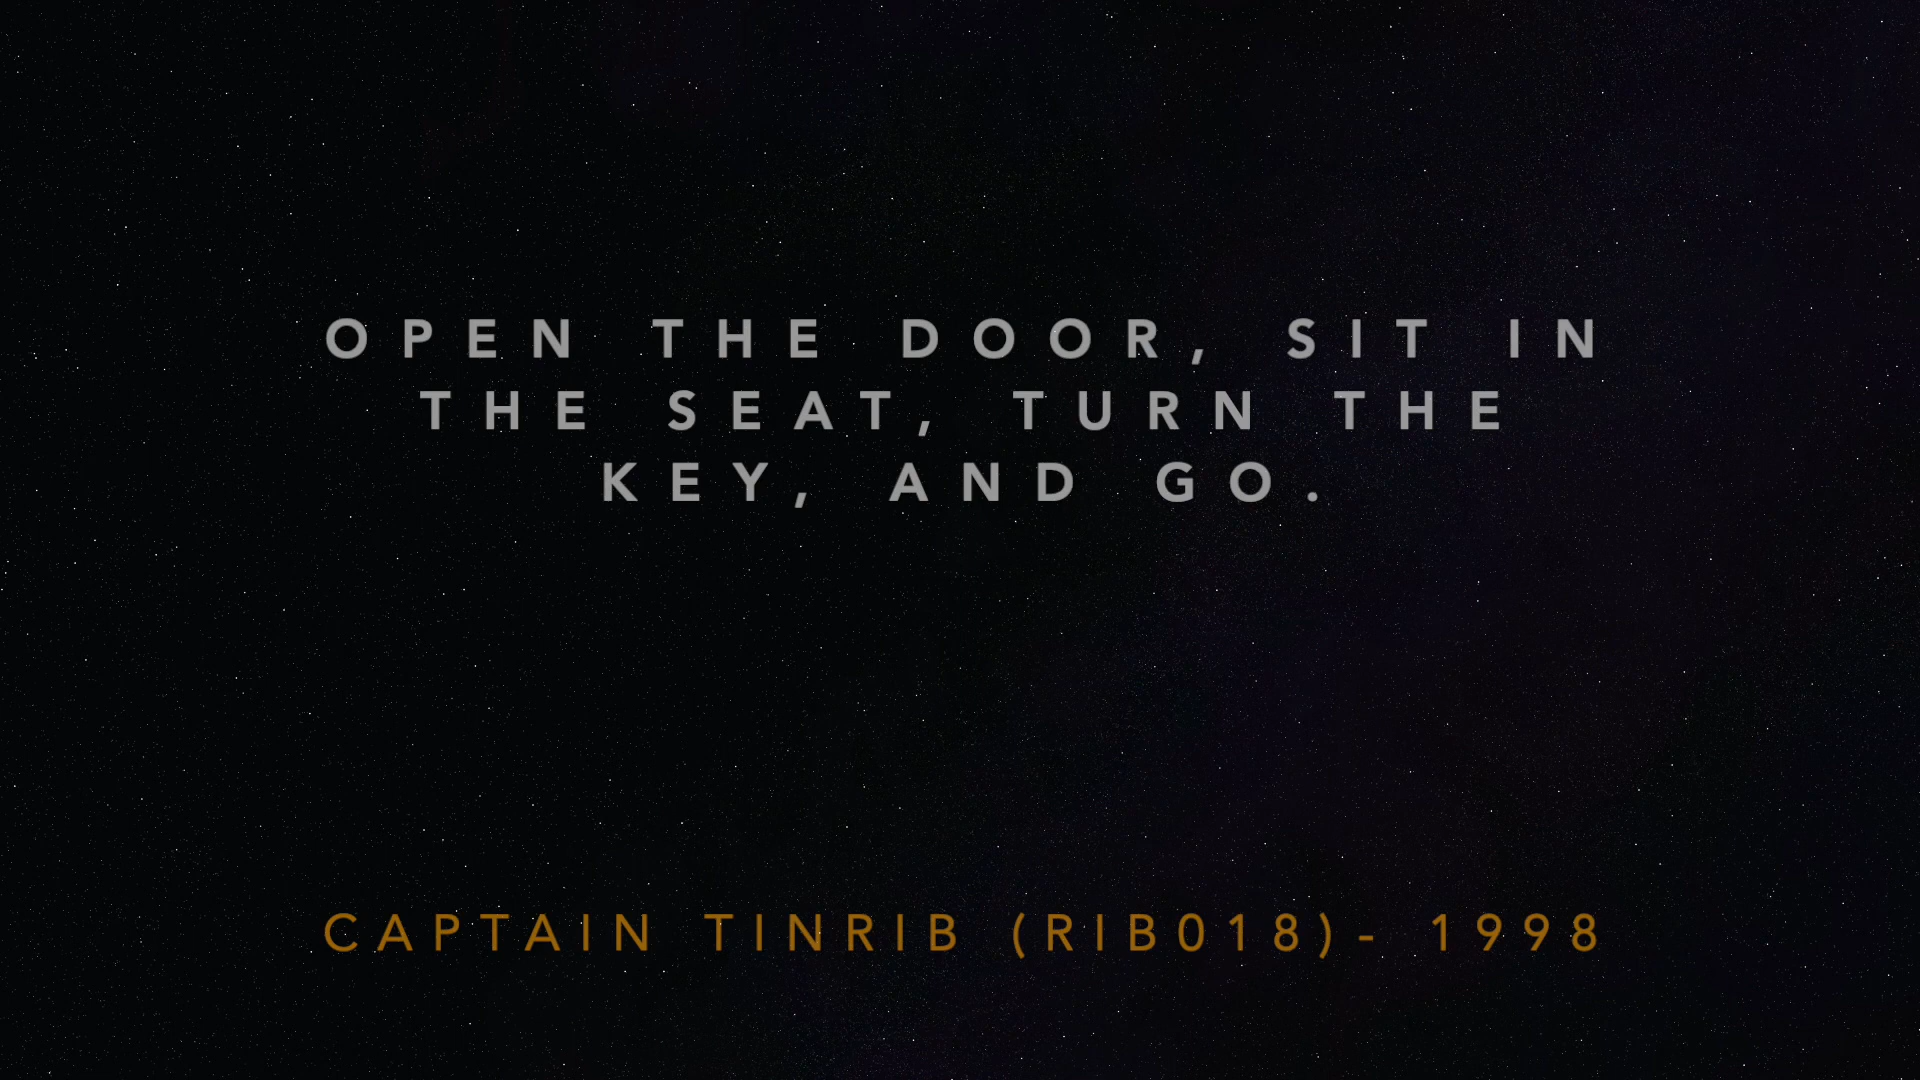 OPEN THE DOOR, SIT IN
THE SEAT, TURN THE
KEY, AND GO.
CAPTAIN TINRIB (RIB018)- 1998